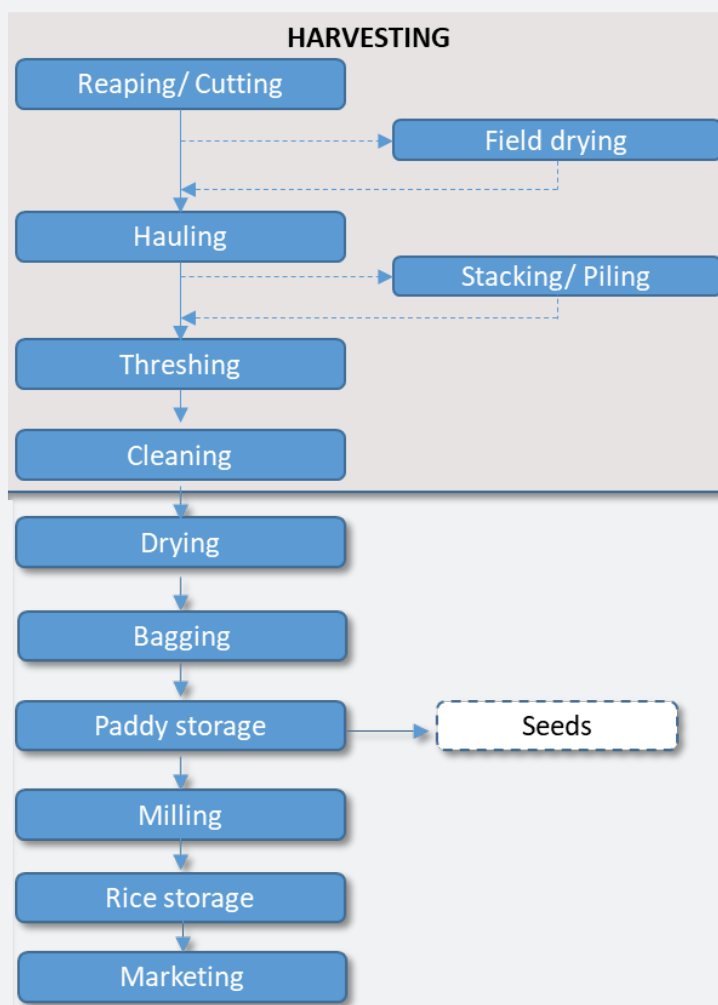 HARVESTING
Reaping/ Cutting
Field drying
Hauling
Stacking/ Piling
Threshing
Cleaning
Drying
Bagging
Paddy storage
Seeds
Milling
Rice storage
Marketing